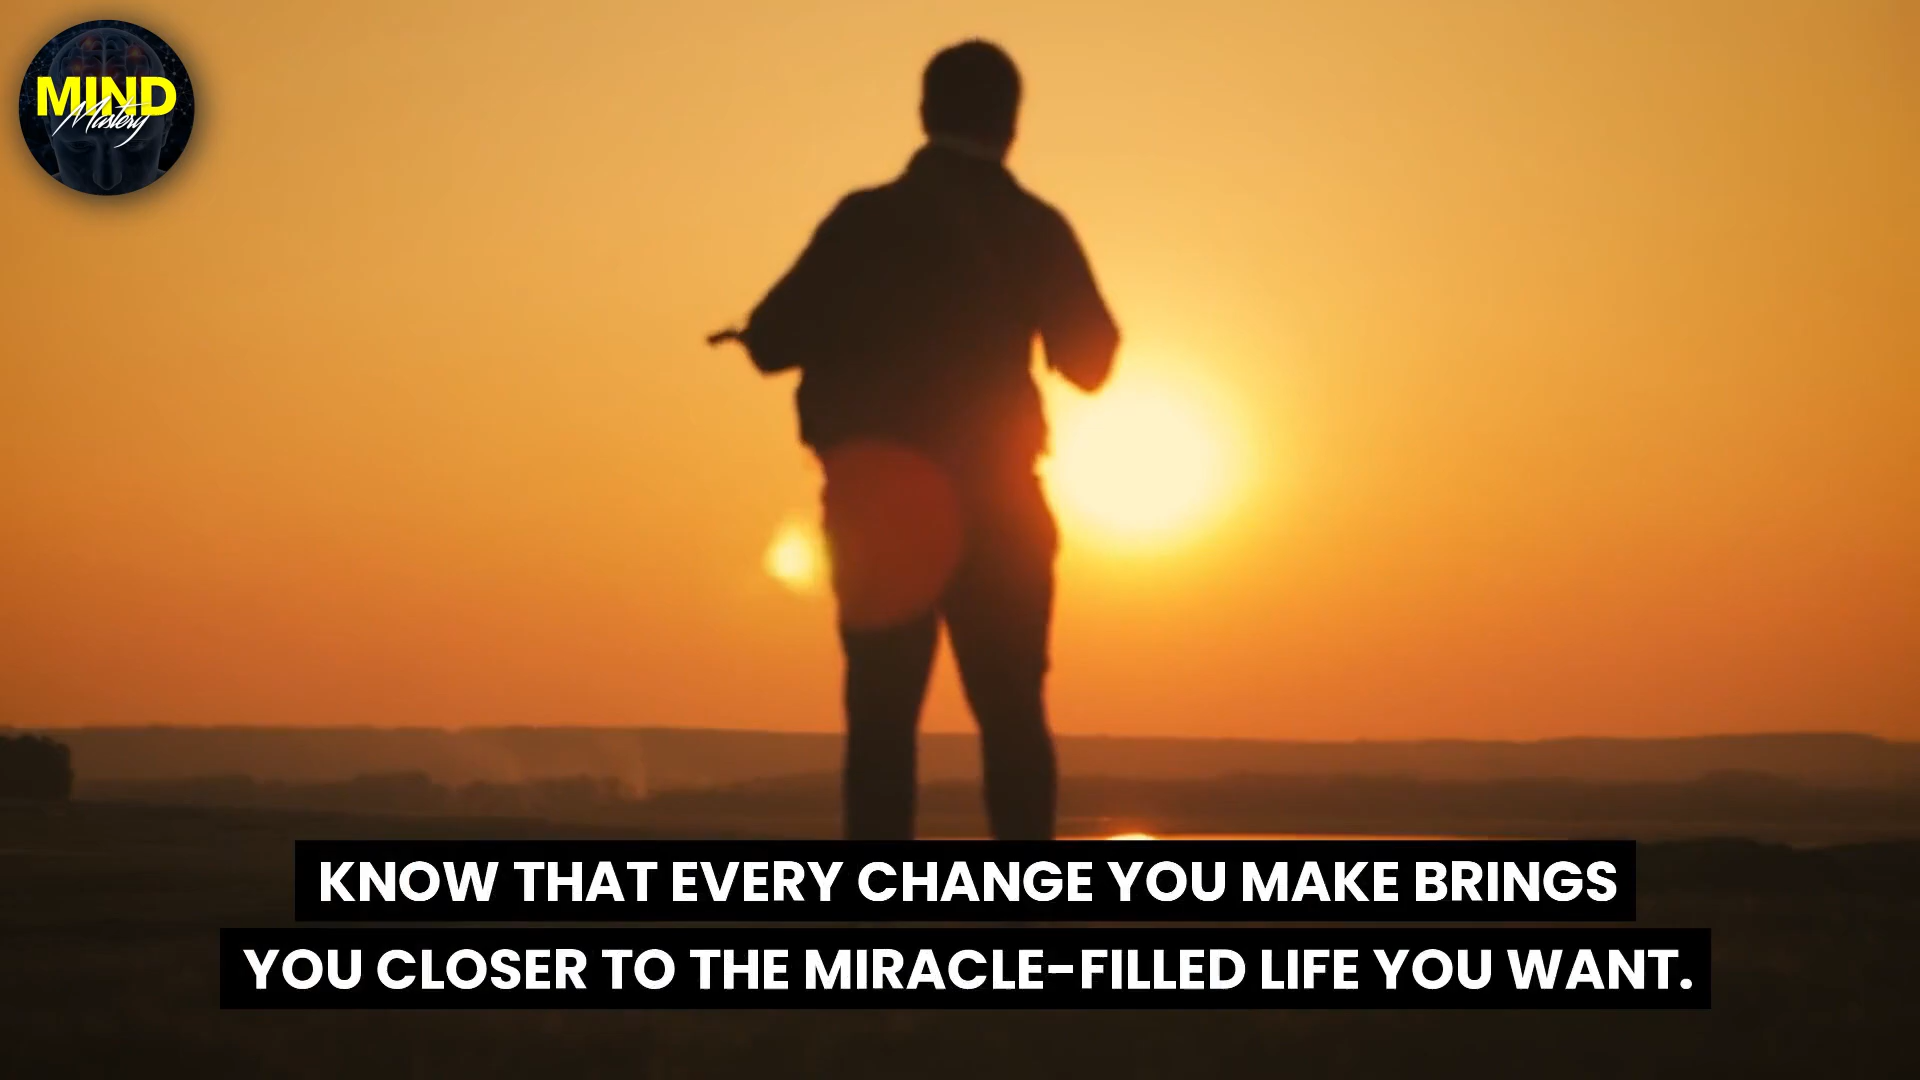 MIND
Mastery
KNOW THAT EVERY CHANGE YOU MAKE BRINGS
YOU CLOSER TO THE MIRACLE-FILLED LIFE YOU WANT.